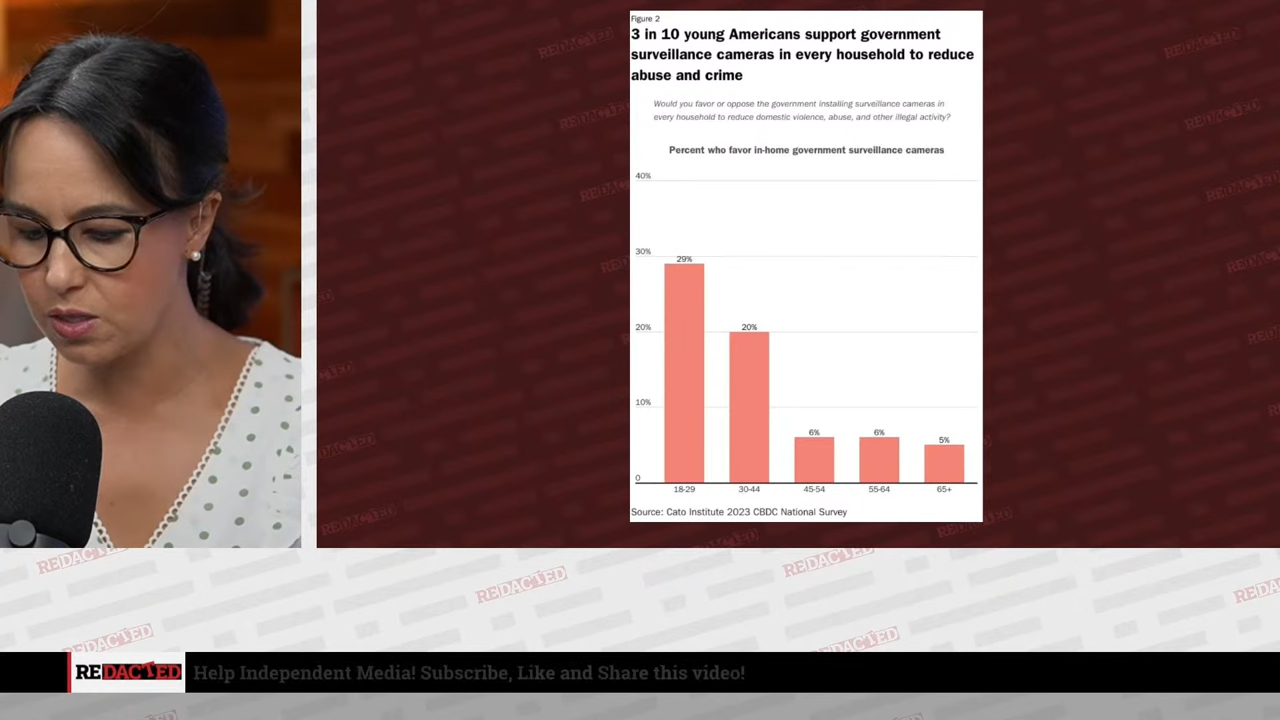 Figure 2
3 in 10 young Americans support government
surveillance cameras in every household to reduce
abuse and crime
Would you favor or oppose the government installing surveillance cameras in
every household to reduce domestic violence, abuse, and other illegal activity?
Percent who favor in-home government surveillance cameras
40%
30%
29%
20%
20%
10%
6%
6%
5%
0
18-29
30-44
45-54
55-64
65+
Source: Cato Institute 2023 CBDC National Survey
REDACTED
REDACTED Help Independent Media! Subscribe, Like and Share this video!